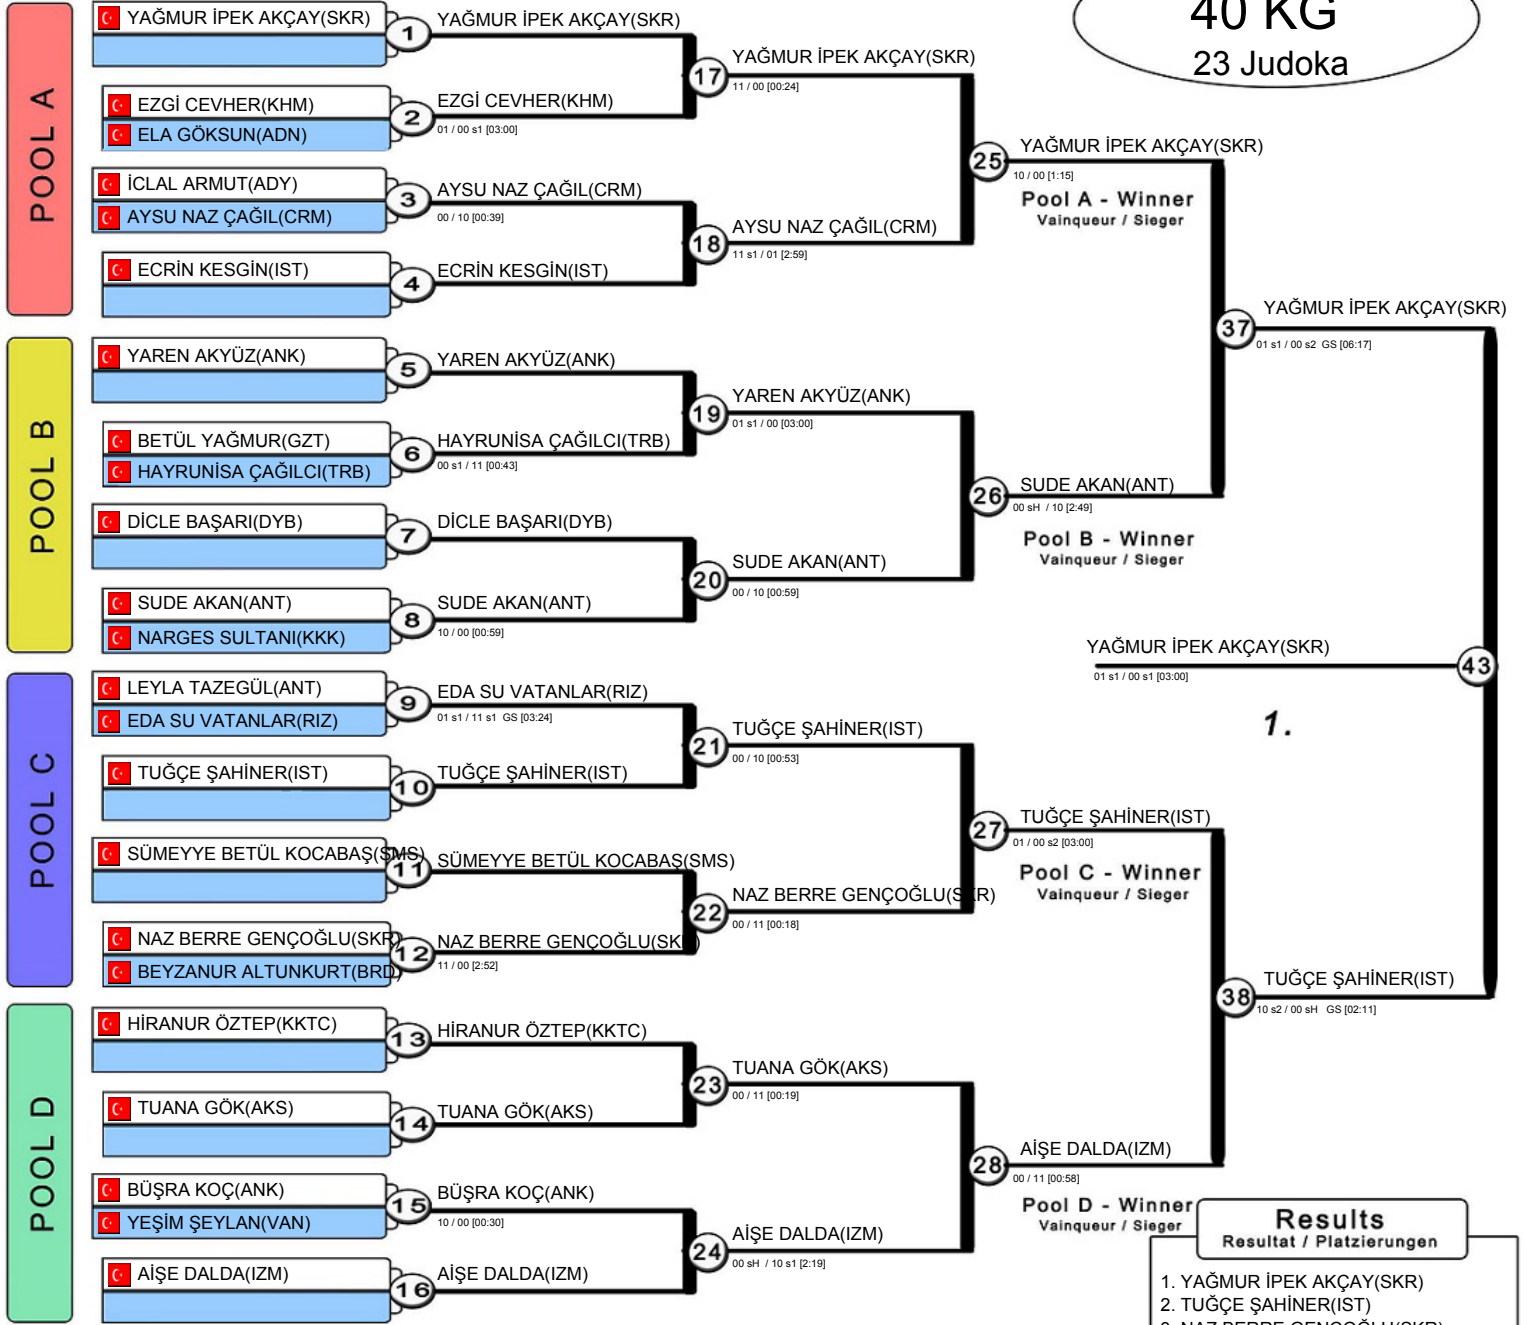 40 KG
23 Judoka
POOL A
YAĞMUR İPEK AKÇAY(SKR)
1
EZGİ CEVHER(KHM)
ELA GÖKSUN(ADN)
2
İCLAL ARMUT(ADY)
AYSU NAZ ÇAĞIL(CRM)
3
ECRİN KESGİN(IST)
4
POOL B
YAREN AKYÜZ(ANK)
5
BETÜL YAĞMUR(GZT)
HAYRUNİSA ÇAĞILCI(TRB)
6
DİCLE BAŞARI(DYB)
7
SUDE AKAN(ANT)
NARGES SULTANI(KKK)
8
POOL C
LEYLA TAZEGÜL(ANT)
EDA SU VATANLAR(RIZ)
9
TUĞÇE ŞAHİNER(IST)
10
SÜMEYYE BETÜL KOCABAŞ(SMS)
11
NAZ BERRE GENÇOĞLU(SKR)
BEYZANUR ALTUNKURT(BRD)
12
POOL D
HİRANUR ÖZTEP(KKTC)
13
TUANA GÖK(AKS)
14
BÜŞRA KOÇ(ANK)
YEŞİM ŞEYLAN(VAN)
15
AİŞE DALDA(IZM)
16
YAĞMUR İPEK AKÇAY(SKR)
EZGİ CEVHER(KHM)
01 / 00 s1 [03:00]
AYSU NAZ ÇAĞIL(CRM)
00 / 10 [00:39]
ECRİN KESGİN(IST)
YAREN AKYÜZ(ANK)
HAYRUNİSA ÇAĞILCI(TRB)
00 s1 / 11 [00:43]
DİCLE BAŞARI(DYB)
SUDE AKAN(ANT)
10 / 00 [00:59]
EDA SU VATANLAR(RIZ)
01 s1 / 11 s1 GS [03:24]
TUĞÇE ŞAHİNER(IST)
SÜMEYYE BETÜL KOCABAŞ(SMS)
NAZ BERRE GENÇOĞLU(SKR)
11 / 00 [2:52]
HİRANUR ÖZTEP(KKTC)
TUANA GÖK(AKS)
BÜŞRA KOÇ(ANK)
10 / 00 [00:30]
AİŞE DALDA(IZM)
17
YAĞMUR İPEK AKÇAY(SKR)
11 / 00 [00:24]
18
AYSU NAZ ÇAĞIL(CRM)
11 s1 / 01 [2:59]
19
YAREN AKYÜZ(ANK)
01 s1 / 00 [03:00]
20
SUDE AKAN(ANT)
00 / 10 [00:59]
21
TUĞÇE ŞAHİNER(IST)
00 / 10 [00:53]
22
NAZ BERRE GENÇOĞLU(SKR)
00 / 11 [00:18]
23
TUANA GÖK(AKS)
00 / 11 [00:19]
24
AİŞE DALDA(IZM)
00 sH / 10 s1 [2:19]
25
YAĞMUR İPEK AKÇAY(SKR)
10 / 00 [1:15]
Pool A - Winner
Vainqueur / Sieger
26
SUDE AKAN(ANT)
00 sH / 10 [2:49]
Pool B - Winner
Vainqueur / Sieger
27
TUĞÇE ŞAHİNER(IST)
01 / 00 s2 [03:00]
Pool C - Winner
Vainqueur / Sieger
28
AİŞE DALDA(IZM)
00 / 11 [00:58]
Pool D - Winner
Vainqueur / Sieger
37
YAĞMUR İPEK AKÇAY(SKR)
01 s1 / 00 s2 GS [06:17]
38
TUĞÇE ŞAHİNER(IST)
10 s2 / 00 sH GS [02:11]
YAĞMUR İPEK AKÇAY(SKR)
43
01 s1 / 00 s1 [03:00]
1.
Results
Resultat / Platzierungen
1. YAĞMUR İPEK AKÇAY(SKR)
2. TUĞÇE ŞAHİNER(IST)
3. NAZ BERRE GENÇOĞLU(SKR)